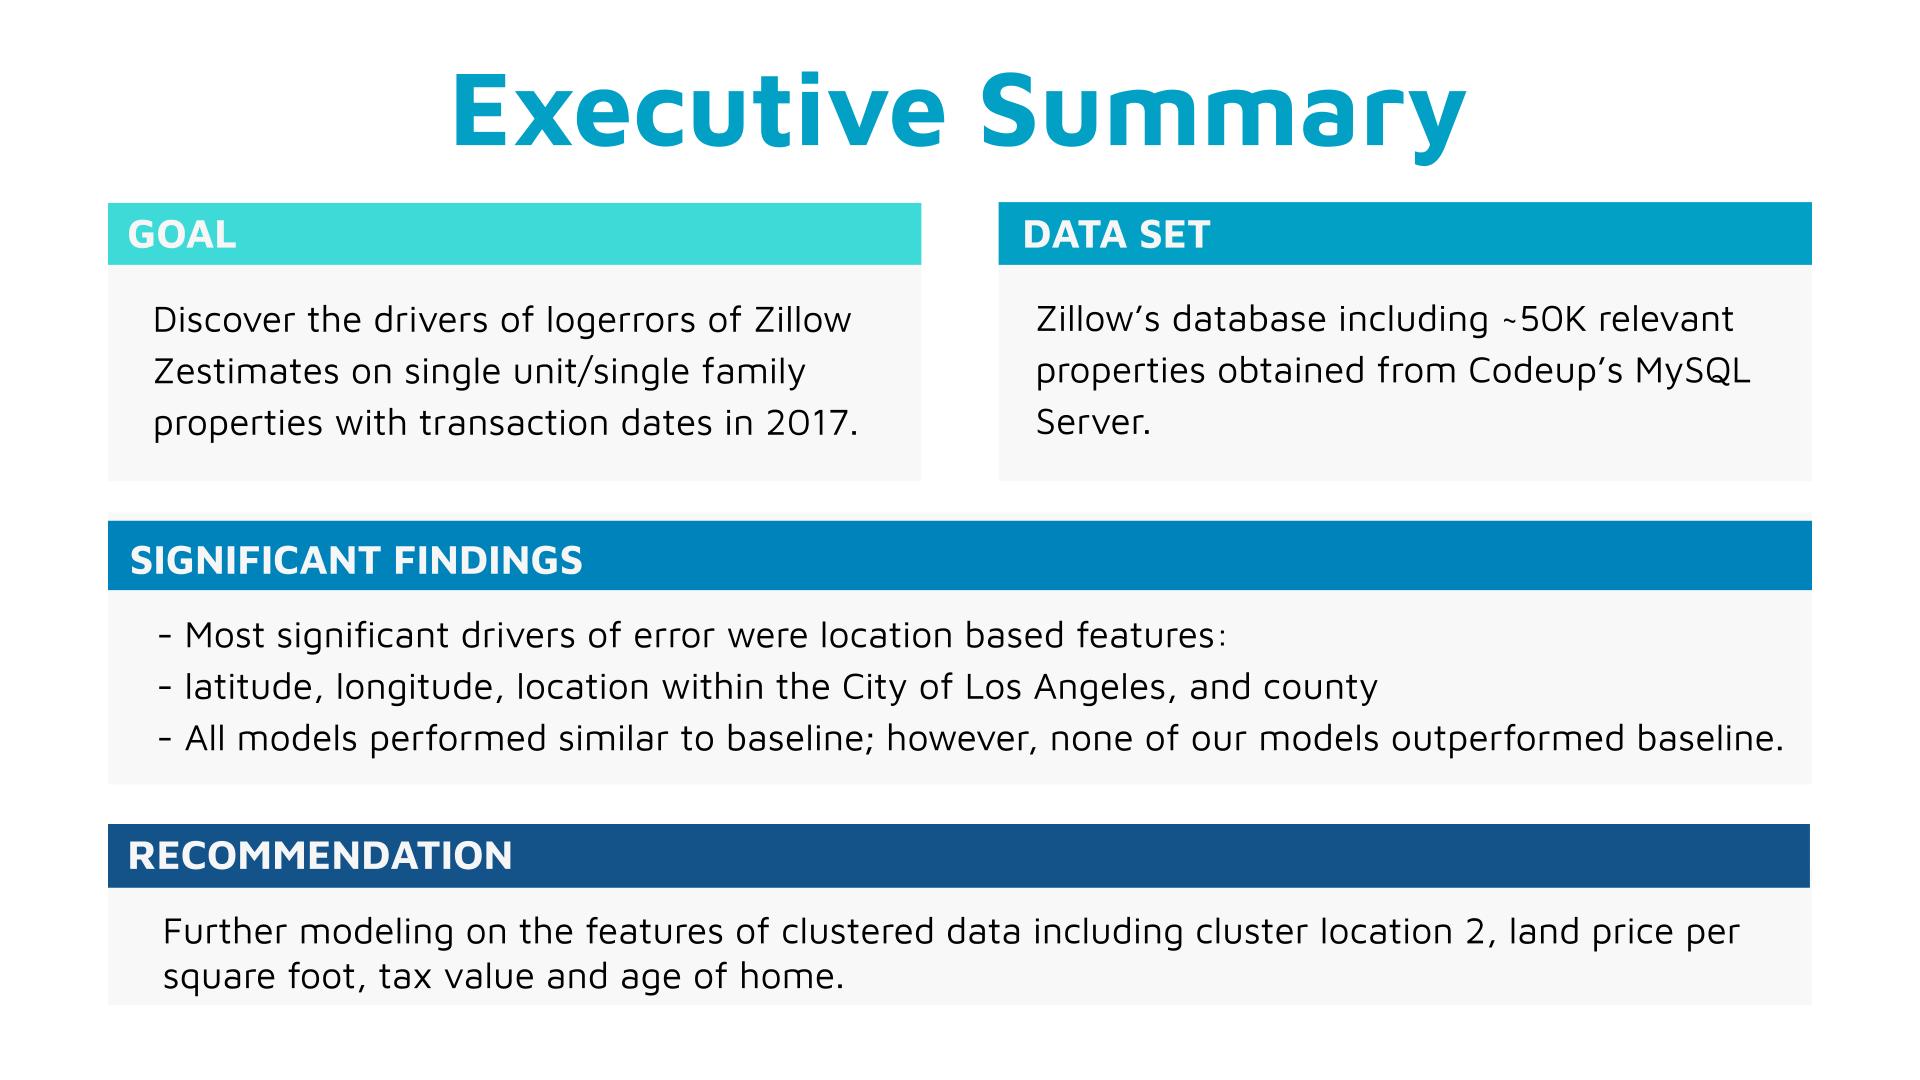 Executive Summary
GOAL
Discover the drivers of logerrors of Zillow
Zestimates on single unit/single family
properties with transaction dates in 2017.
DATA SET
Zillow’s database including ~50K relevant
properties obtained from Codeup’s MySQL
Server.
SIGNIFICANT FINDINGS
- Most significant drivers of error were location based features:
- latitude, longitude, location within the City of Los Angeles, and county
- All models performed similar to baseline; however, none of our models outperformed baseline.
RECOMMENDATION
Further modeling on the features of clustered data including cluster location 2, land price per
square foot, tax value and age of home.